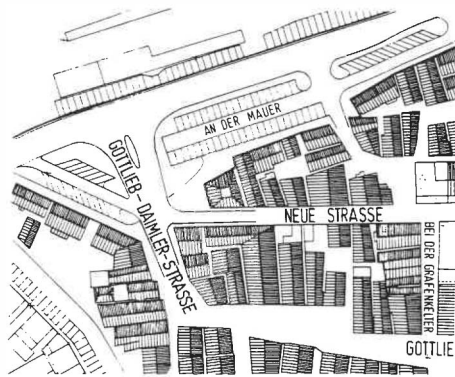 AN DER MAUER
GOTTLIEB-DAIMLER-STRASSE
NEUE STRASSE
BEI DER GRAFENKELTER
GOTTLIE